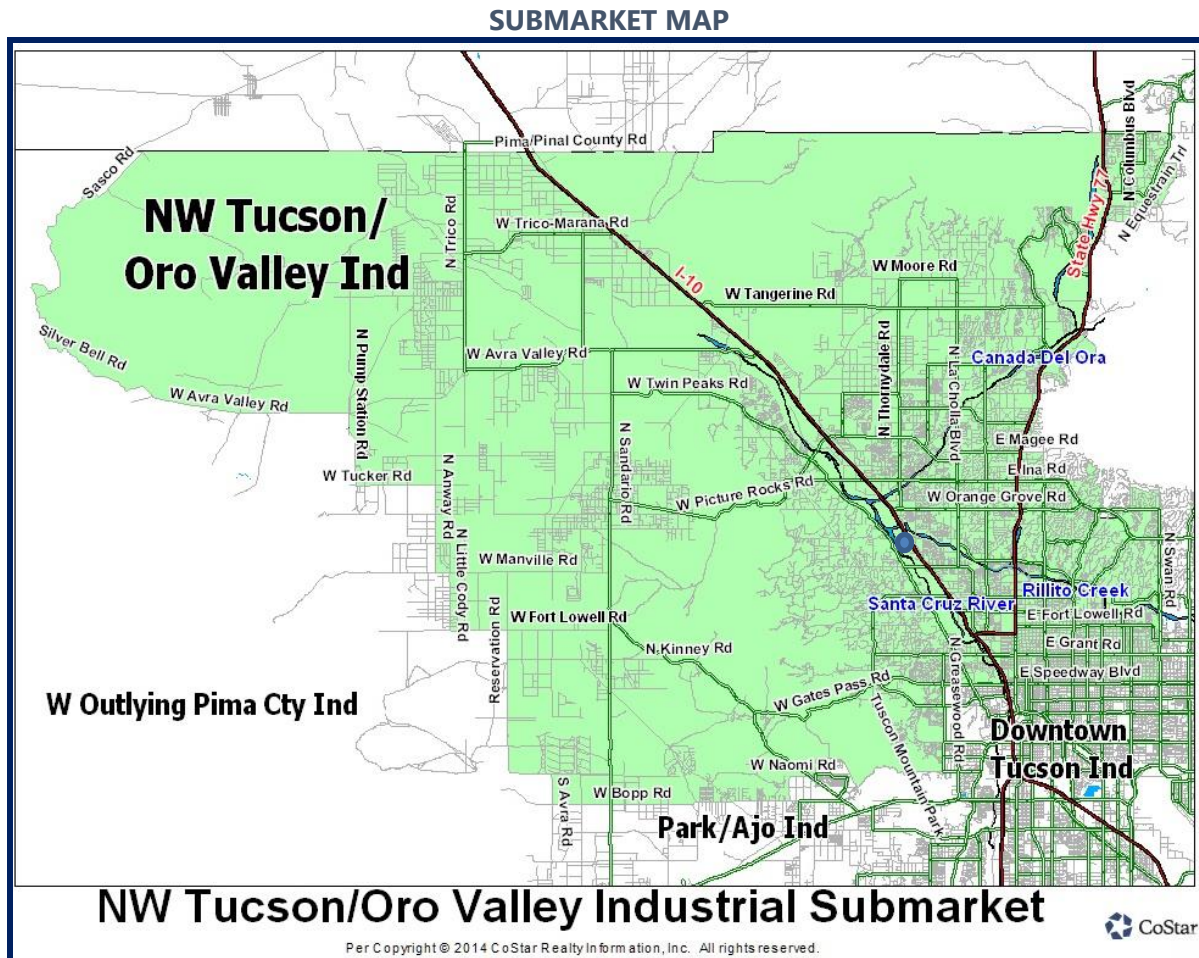 SUBMARKET MAP
Pima/Pinal County Rd
N Columbus Blvd
Sasco Rd
N Equestrain Trl
NW Tucson/
Oro Valley Ind
N Trico Rd
W Trico-Marana Rd
State Hwy 77
W Moore Rd
I-10
W Tangerine Rd
Silver Bell Rd
N Pump Station Rd
W Avra Valley Rd
N Thornydale Rd
N La Cholla Blvd
Canada Del Ora
W Twin Peaks Rd
W Avra Valley Rd
N Sandario Rd
E Magee Rd
W Tucker Rd
N Anway Rd
E Ina Rd
W Picture Rocks Rd
W Orange Grove Rd
N Little Cody Rd
W Manville Rd
N Swan Rd
Rillito Creek
Santa Cruz River
W Fort Lowell Rd
E Fort Lowell Rd
Reservation Rd
N Kinney Rd
N Greasewood Rd
E Grant Rd
E Speedway Blvd
W Gates Pass Rd
W Outlying Pima Cty Ind
Tuscon Mountain Park
Downtown
Tucson Ind
W Naomi Rd
S Avra Rd
W Bopp Rd
Park/Ajo Ind
NW Tucson/Oro Valley Industrial Submarket
CoStar
Per Copyright © 2014 CoStar Realty Information, Inc. All rights reserved.